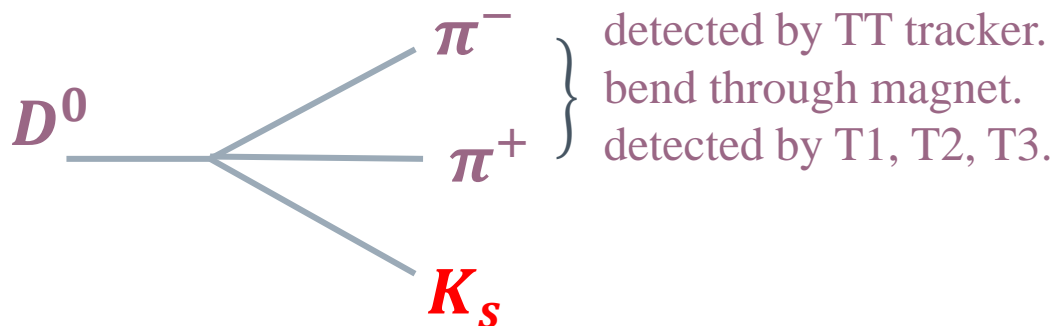 π⁻
detected by TT tracker.
bend through magnet.
D⁰
π⁺
detected by T1, T2, T3.
Kₛ